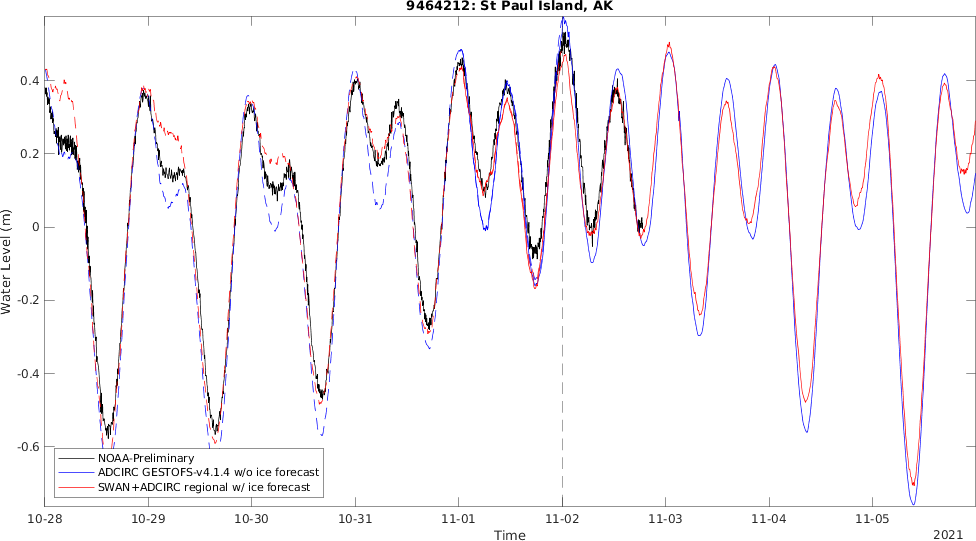 9464212: St Paul Island, AK
Water Level (m)
0.4
0.2
0
-0.2
-0.4
-0.6
NOAA-Preliminary
ADCIRC GESTOFS-v4.1.4 w/o ice forecast
SWAN+ADCIRC regional w/ ice forecast
10-28 10-29 10-30 10-31 11-01 11-02 11-03 11-04 11-05
Time
2021